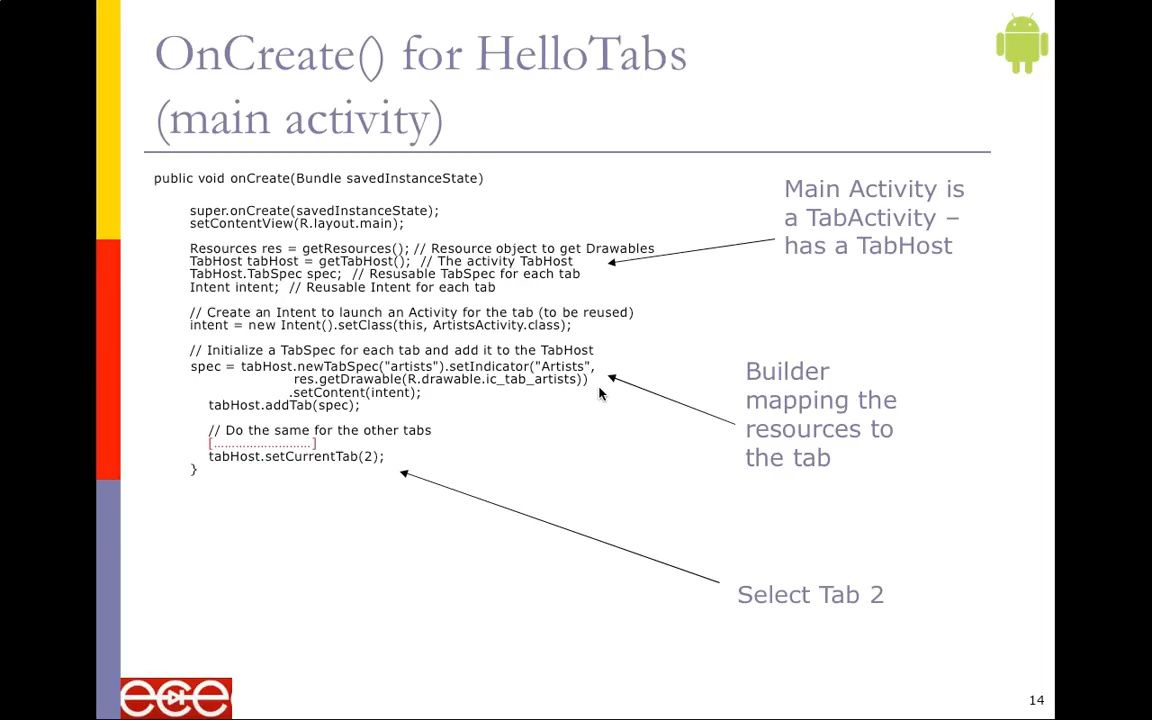 OnCreate() for HelloTabs
(main activity)
public void onCreate(Bundle savedInstanceState)
super.onCreate(savedInstanceState);
setContentView(R.layout.main);
Resources res = getResources(); // Resource object to get Drawables
TabHost tabHost = getTabHost();  // The activity TabHost
TabHost.TabSpec spec;  // Resusable TabSpec for each tab
Intent intent;  // Reusable Intent for each tab
// Create an Intent to launch an Activity for the tab (to be reused)
intent = new Intent().setClass(this, ArtistsActivity.class);
// Initialize a TabSpec for each tab and add it to the TabHost
spec = tabHost.newTabSpec("artists").setIndicator("Artists",
res.getDrawable(R.drawable.ic_tab_artists))
.setContent(intent);
tabHost.addTab(spec);
// Do the same for the other tabs
[...........................]
tabHost.setCurrentTab(2);
}
Main Activity is
a TabActivity –
has a TabHost
Builder
mapping the
resources to
the tab
Select Tab 2
ece
14